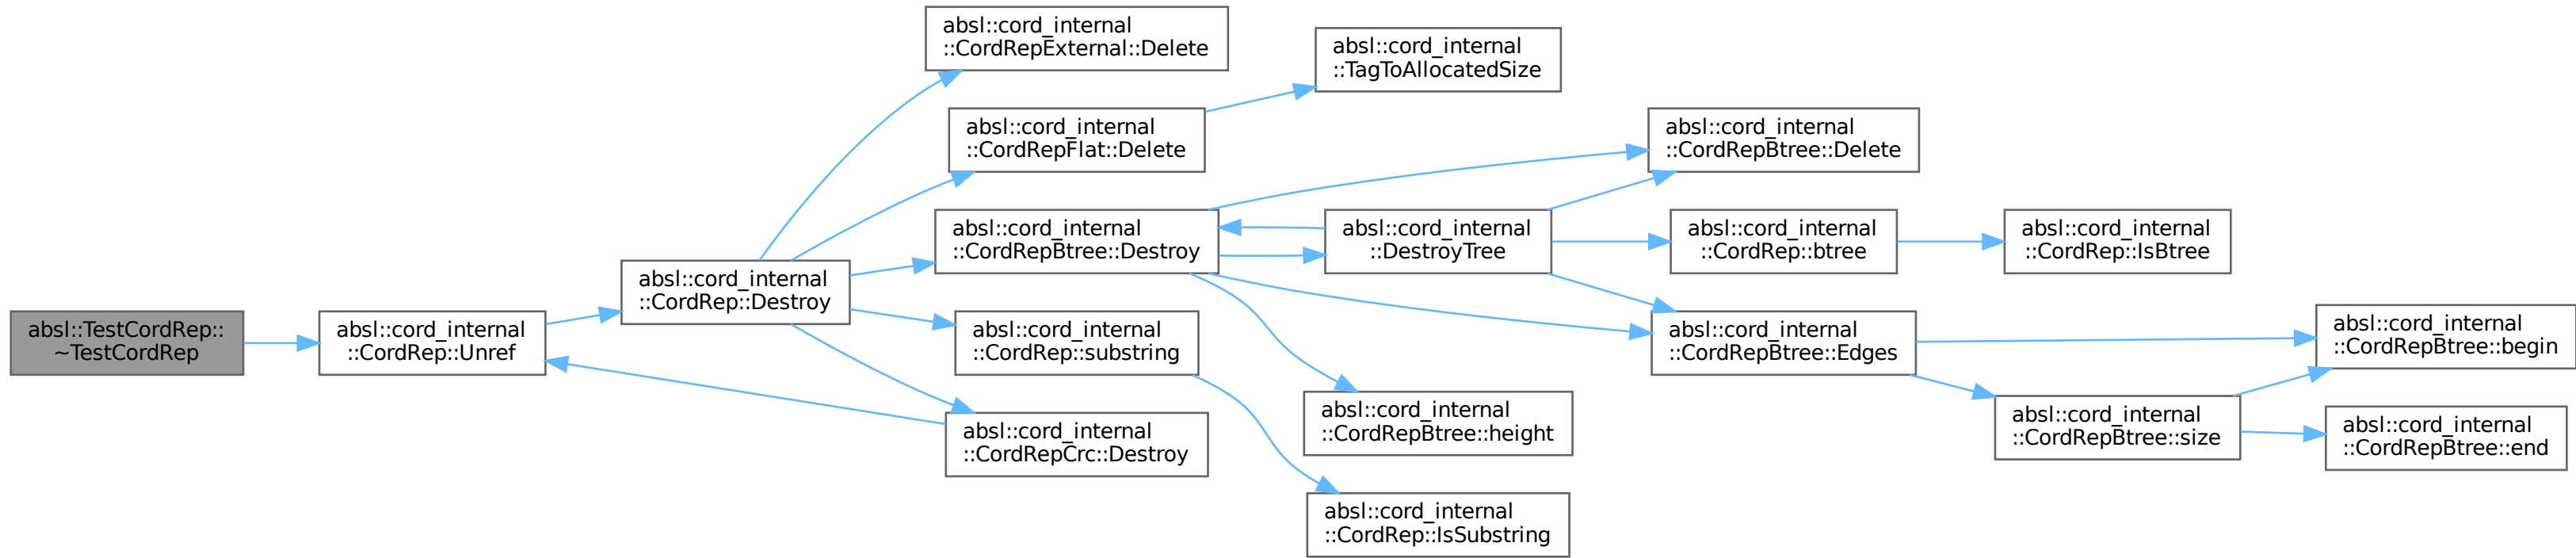 absl::TestCordRep::
~TestCordRep
absl::cord_internal
::CordRep::Unref
absl::cord_internal
::CordRep::Destroy
absl::cord_internal
::CordRepExternal::Delete
absl::cord_internal
::CordRepFlat::Delete
absl::cord_internal
::CordRepBtree::Destroy
absl::cord_internal
::CordRep::substring
absl::cord_internal
::CordRepCrc::Destroy
absl::cord_internal
::TagToAllocatedSize
absl::cord_internal
::DestroyTree
absl::cord_internal
::CordRepBtree::height
absl::cord_internal
::CordRep::IsSubstring
absl::cord_internal
::CordRepBtree::Delete
absl::cord_internal
::CordRep::btree
absl::cord_internal
::CordRepBtree::Edges
absl::cord_internal
::CordRep::IsBtree
absl::cord_internal
::CordRepBtree::size
absl::cord_internal
::CordRepBtree::begin
absl::cord_internal
::CordRepBtree::end